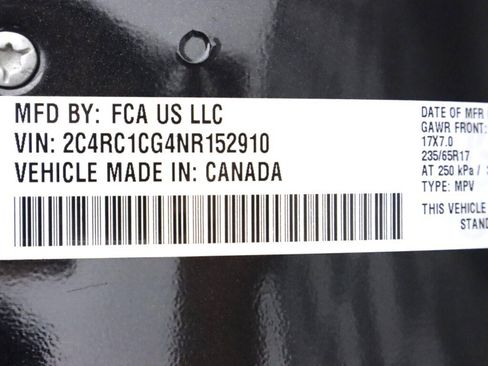 MFD BY: FCA US LLC
VIN: 2C4RC1CG4NR152910
VEHICLE MADE IN: CANADA
DATE OF MFR
GAWR FRONT:
17X7.0
235/65R17
AT 250 kPa /
TYPE: MPV
THIS VEHICLE